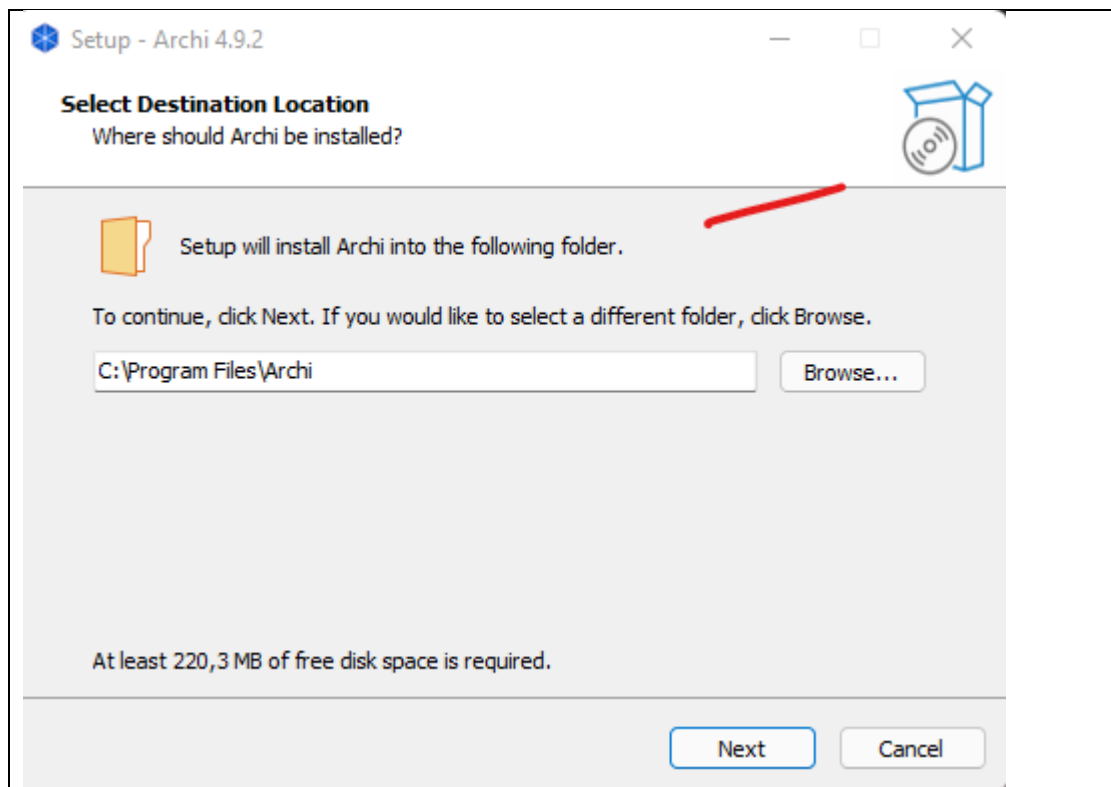 Setup - Archi 4.9.2
Select Destination Location
Where should Archi be installed?
Setup will install Archi into the following folder.
To continue, click Next. If you would like to select a different folder, click Browse.
C:\Program Files\Archi
Browse...
At least 220,3 MB of free disk space is required.
Next
Cancel